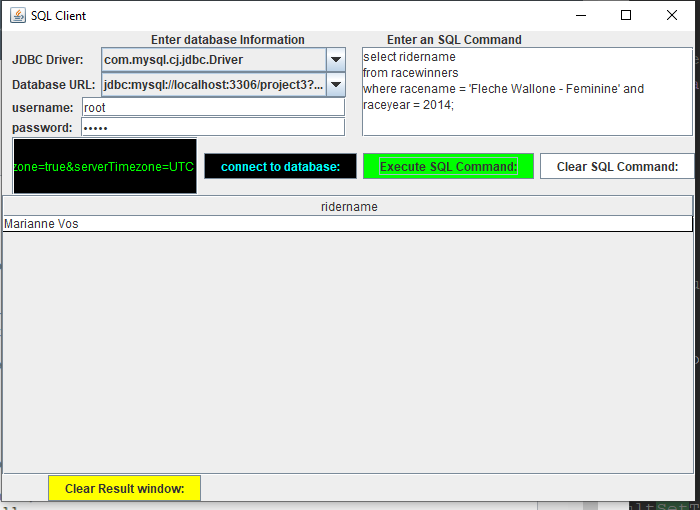 SQL Client
Enter database Information
Enter an SQL Command
JDBC Driver:
com.mysql.cj.jdbc.Driver
Database URL:
jdbc:mysql://localhost:3306/project3?...
username:
root
password:
•••••
select ridername
from racewinners
where racename = 'Fleche Wallone - Feminine' and
raceyear = 2014;
zone=true&serverTimezone=UTC
connect to database:
Execute SQL Command:
Clear SQL Command:
ridername
Marianne Vos
Clear Result window: